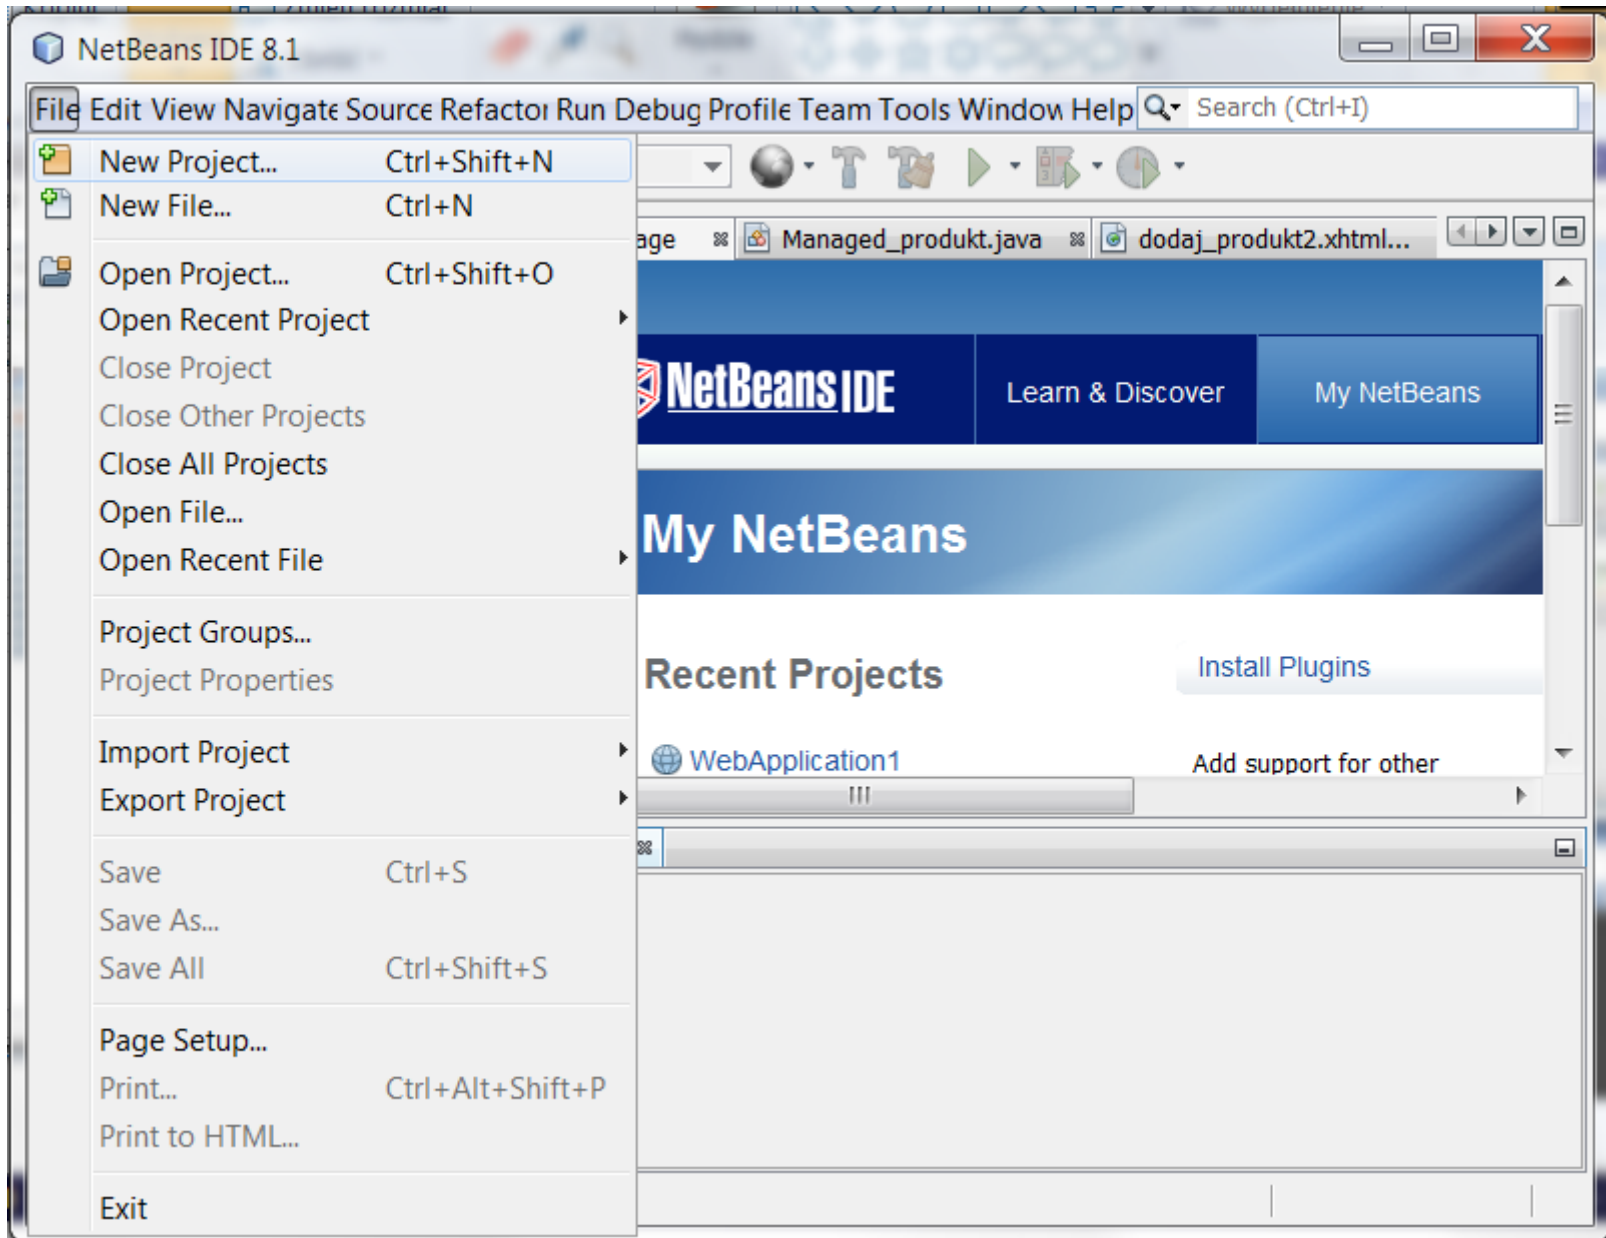 NetBeans IDE 8.1
File Edit View Navigate Source Refactor Run Debug Profile Team Tools Window Help Search (Ctrl+I)
New Project... Ctrl+Shift+N
New File... Ctrl+N
age Managed_produkt.java dodaj_produkt2.xhtml...
Open Project... Ctrl+Shift+O
Open Recent Project
Close Project
Close Other Projects
Close All Projects
Open File...
Open Recent File
Project Groups...
Project Properties
Import Project
Export Project
Save Ctrl+S
Save As...
Save All Ctrl+Shift+S
Page Setup...
Print... Ctrl+Alt+Shift+P
Print to HTML...
Exit
NetBeans IDE Learn & Discover My NetBeans
My NetBeans
Recent Projects Install Plugins
WebApplication1 Add support for other